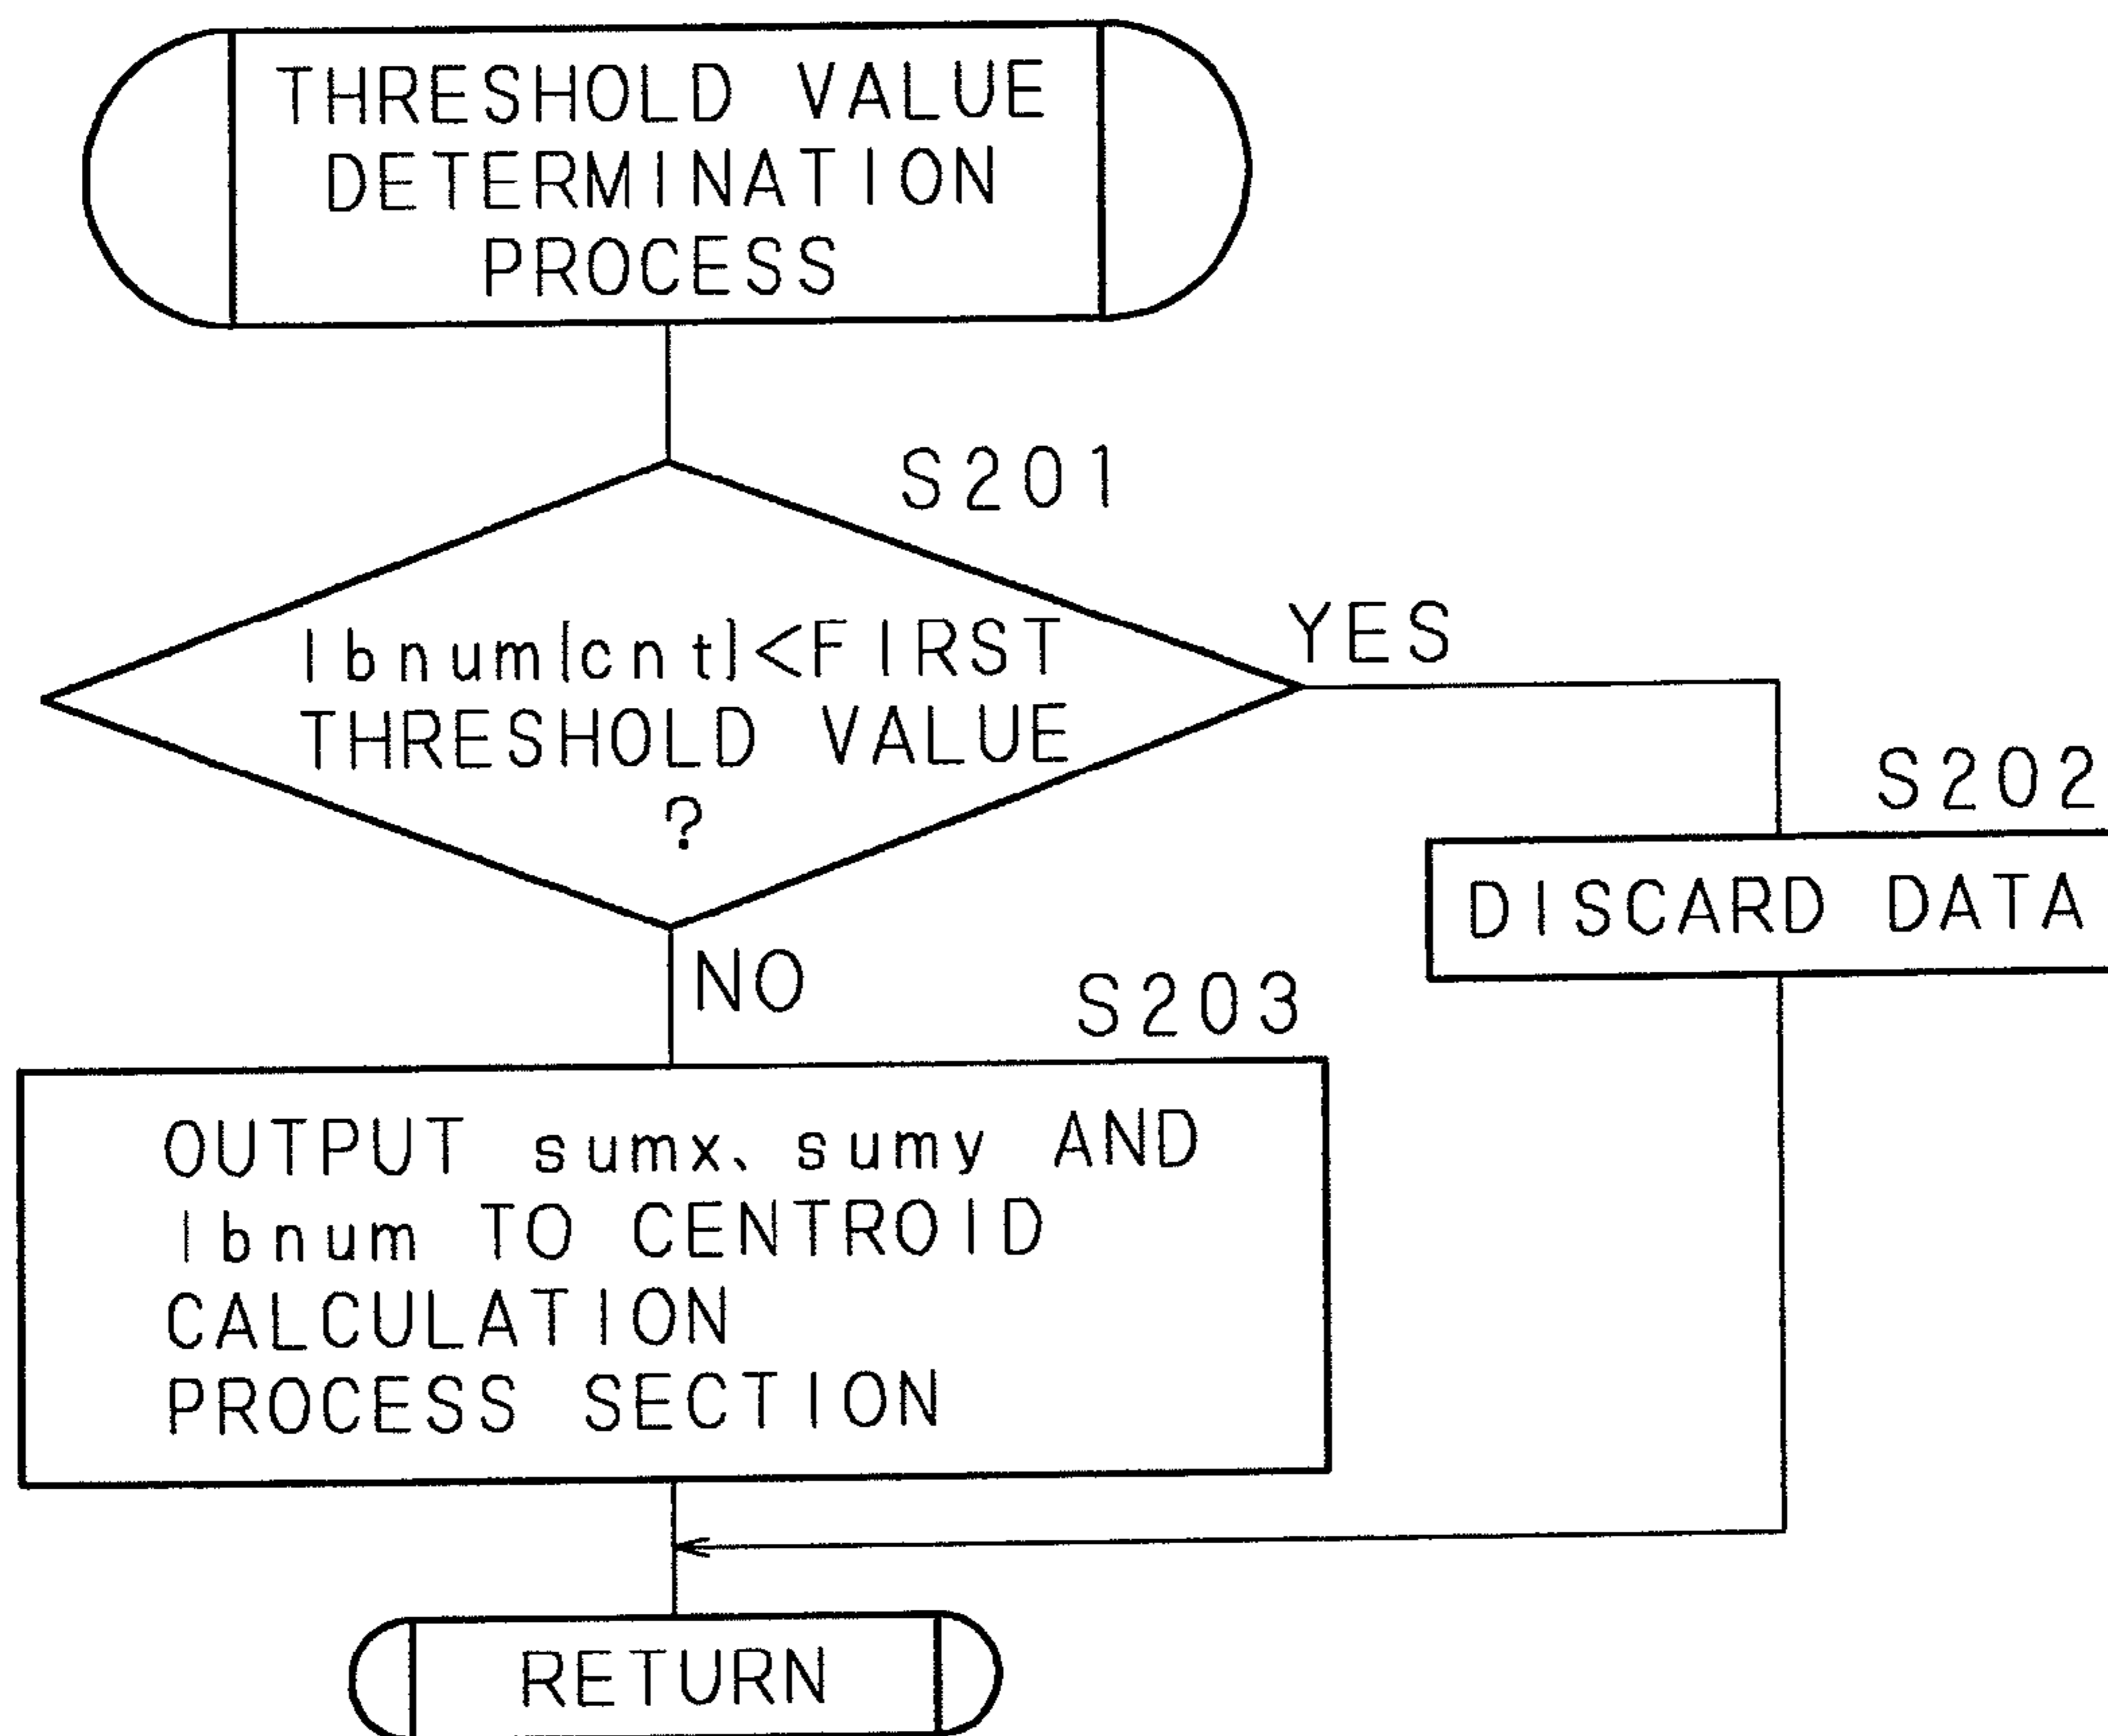 THRESHOLD VALUE
DETERMINATION
PROCESS
S201
lbnum[cnt]<FIRST
THRESHOLD VALUE
?
YES
S202
DISCARD DATA
NO
S203
OUTPUT sumx、sumy AND
lbnum TO CENTROID
CALCULATION
PROCESS SECTION
RETURN